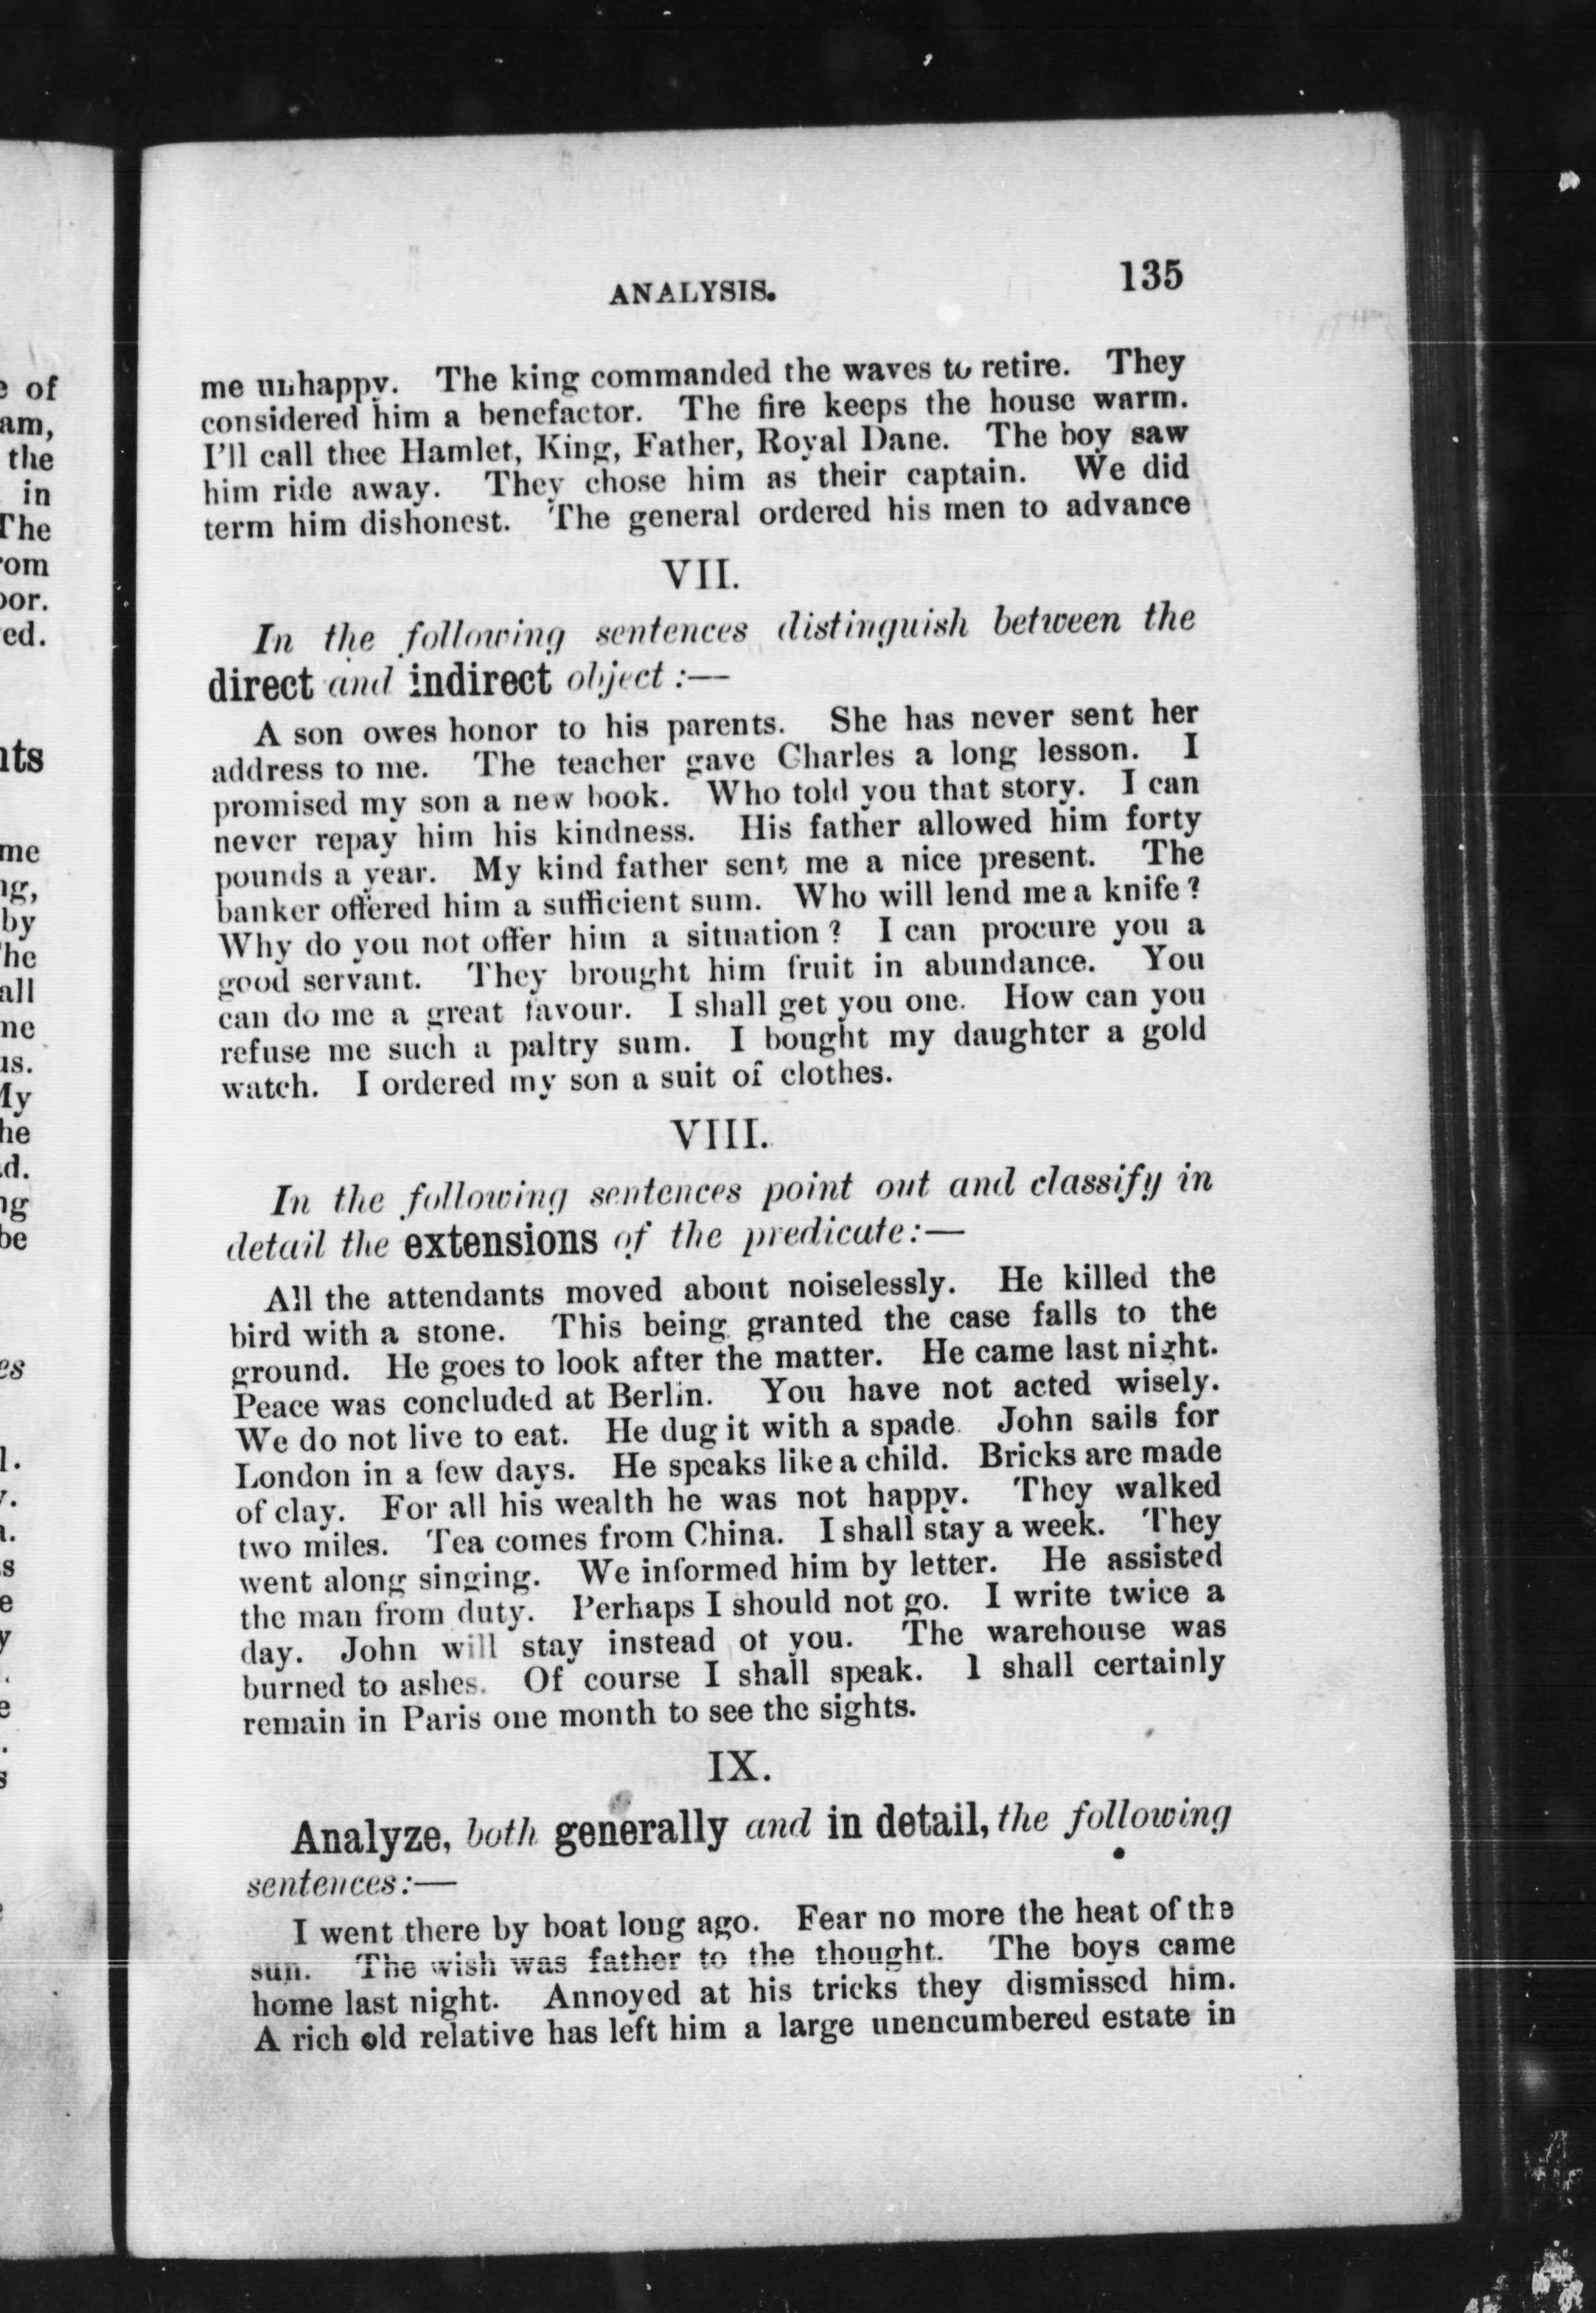 ANALYSIS. 135
me unhappy. The king commanded the waves to retire. They
considered him a benefactor. The fire keeps the house warm.
I'll call thee Hamlet, King, Father, Royal Dane. The boy saw
him ride away. They chose him as their captain. We did
term him dishonest. The general ordered his men to advance
VII.
In the following sentences distinguish between the
direct and indirect object :—
A son owes honor to his parents. She has never sent her
address to me. The teacher gave Charles a long lesson. I
promised my son a new book. Who told you that story. I can
never repay him his kindness. His father allowed him forty
pounds a year. My kind father sent me a nice present. The
banker offered him a sufficient sum. Who will lend me a knife ?
Why do you not offer him a situation ? I can procure you a
good servant. They brought him fruit in abundance. You
can do me a great favour. I shall get you one. How can you
refuse me such a paltry sum. I bought my daughter a gold
watch. I ordered my son a suit of clothes.
VIII.
In the following sentences point out and classify in
detail the extensions of the predicate:—
All the attendants moved about noiselessly. He killed the
bird with a stone. This being granted the case falls to the
ground. He goes to look after the matter. He came last night.
Peace was concluded at Berlin. You have not acted wisely.
We do not live to eat. He dug it with a spade. John sails for
London in a few days. He speaks like a child. Bricks are made
of clay. For all his wealth he was not happy. They walked
two miles. Tea comes from China. I shall stay a week. They
went along singing. We informed him by letter. He assisted
the man from duty. Perhaps I should not go. I write twice a
day. John will stay instead of you. The warehouse was
burned to ashes. Of course I shall speak. I shall certainly
remain in Paris one month to see the sights.
IX.
Analyze, both generally and in detail, the following
sentences:—
I went there by boat long ago. Fear no more the heat of the
sun. The wish was father to the thought. The boys came
home last night. Annoyed at his tricks they dismissed him.
A rich old relative has left him a large unencumbered estate in